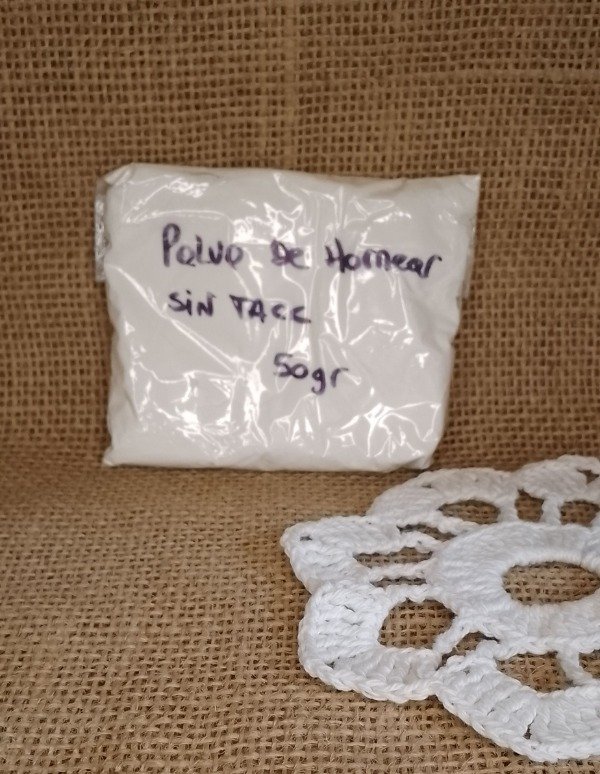 Polvo De Hornear
SiN TACC
50gr